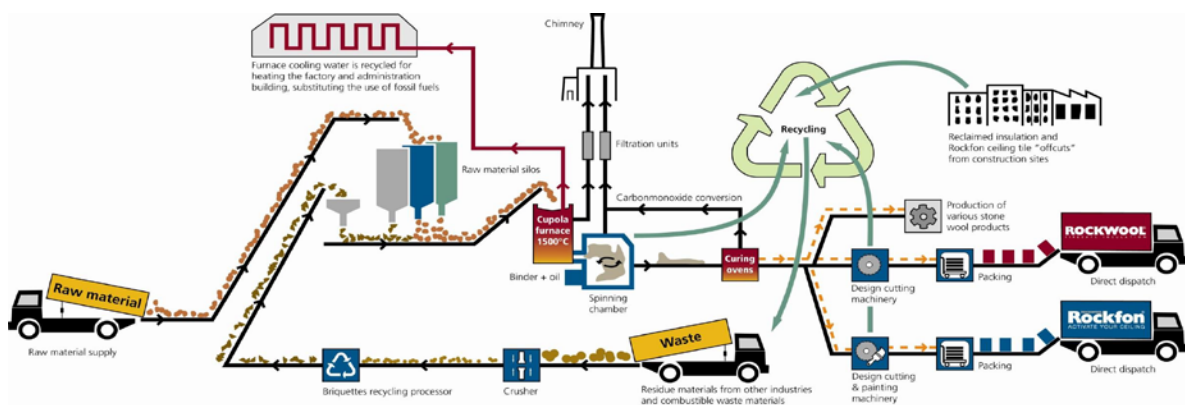 Chimney
Furnace cooling water is recycled for
heating the factory and administration
building, substituting the use of fossil fuels
Filtration units
Recycling
Reclaimed insulation and
Rockfon ceiling tile "offcuts"
from construction sites
Raw material silos
Carbonmonoxide conversion
Cupola
furnace
1500°C
Binder + oil
Spinning
chamber
Curing
ovens
Production of
various stone
wool products
Design cutting
machinery
Packing
ROCKWOOL
Direct dispatch
Raw material
Raw material supply
Briquettes recycling processor
Crusher
Waste
Residue materials from other industries
and combustible waste materials
Design cutting
& painting
machinery
Packing
Rockfon
ACTIVATE YOUR CEILING
Direct dispatch